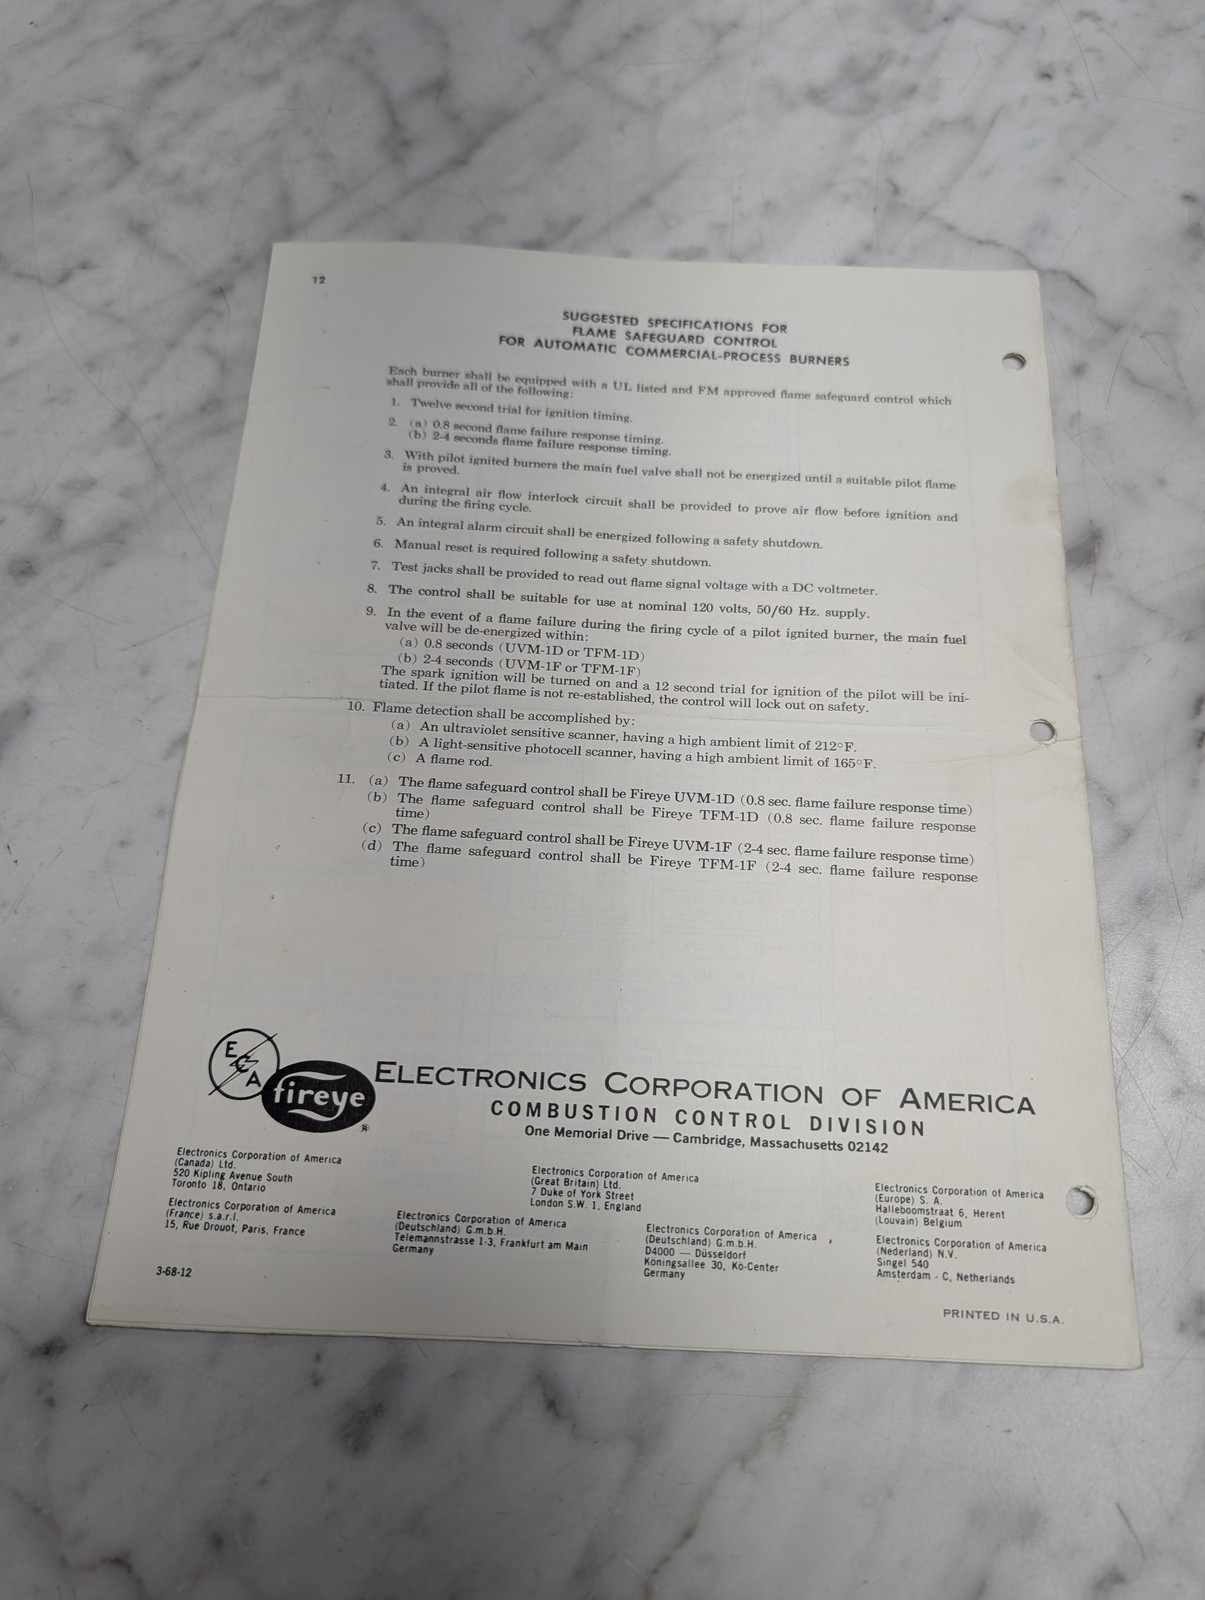 12
SUGGESTED SPECIFICATIONS FOR
FLAME SAFEGUARD CONTROL
FOR AUTOMATIC COMMERCIAL-PROCESS BURNERS
Each burner shall be equipped with a UL listed and FM approved flame safeguard control which
shall provide all of the following:
1. Twelve second trial for ignition timing.
2. (a) 0.8 second flame failure response timing.
(b) 2-4 seconds flame failure response timing.
3. With pilot ignited burners the main fuel valve shall not be energized until a suitable pilot flame
is proved.
4. An integral air flow interlock circuit shall be provided to prove air flow before ignition and
during the firing cycle.
5. An integral alarm circuit shall be energized following a safety shutdown.
6. Manual reset is required following a safety shutdown.
7. Test jacks shall be provided to read out flame signal voltage with a DC voltmeter.
8. The control shall be suitable for use at nominal 120 volts, 50/60 Hz. supply.
9. In the event of a flame failure during the firing cycle of a pilot ignited burner, the main fuel
valve will be de-energized within:
(a) 0.8 seconds (UVM-1D or TFM-1D)
(b) 2-4 seconds (UVM-1F or TFM-1F)
The spark ignition will be turned on and a 12 second trial for ignition of the pilot will be ini-
tiated. If the pilot flame is not re-established, the control will lock out on safety.
10. Flame detection shall be accomplished by:
(a) An ultraviolet sensitive scanner, having a high ambient limit of 212°F.
(b) A light-sensitive photocell scanner, having a high ambient limit of 165°F.
(c) A flame rod.
11. (a) The flame safeguard control shall be Fireye UVM-1D (0.8 sec. flame failure response time)
(b) The flame safeguard control shall be Fireye TFM-1D (0.8 sec. flame failure response
time)
(c) The flame safeguard control shall be Fireye UVM-1F (2-4 sec. flame failure response time)
(d) The flame safeguard control shall be Fireye TFM-1F (2-4 sec. flame failure response
time)
ECA
fireye
®
ELECTRONICS CORPORATION OF AMERICA
COMBUSTION CONTROL DIVISION
One Memorial Drive — Cambridge, Massachusetts 02142
Electronics Corporation of America
(Canada) Ltd.
520 Kipling Avenue South
Toronto 18, Ontario
Electronics Corporation of America
(France) s.a.r.l.
15, Rue Drouot, Paris, France
Electronics Corporation of America
(Great Britain) Ltd.
7 Duke of York Street
London S.W. 1, England
Electronics Corporation of America
(Deutschland) G.m.b.H.
Telemannstrasse 1-3, Frankfurt am Main
Germany
Electronics Corporation of America
(Deutschland) G.m.b.H.
D4000 — Düsseldorf
Königsallee 30, Kö-Center
Germany
Electronics Corporation of America
(Europe) S. A.
Halleboomstraat 6, Herent
(Louvain) Belgium
Electronics Corporation of America
(Nederland) N.V.
Singel 540
Amsterdam - C, Netherlands
3-68-12
PRINTED IN U.S.A.